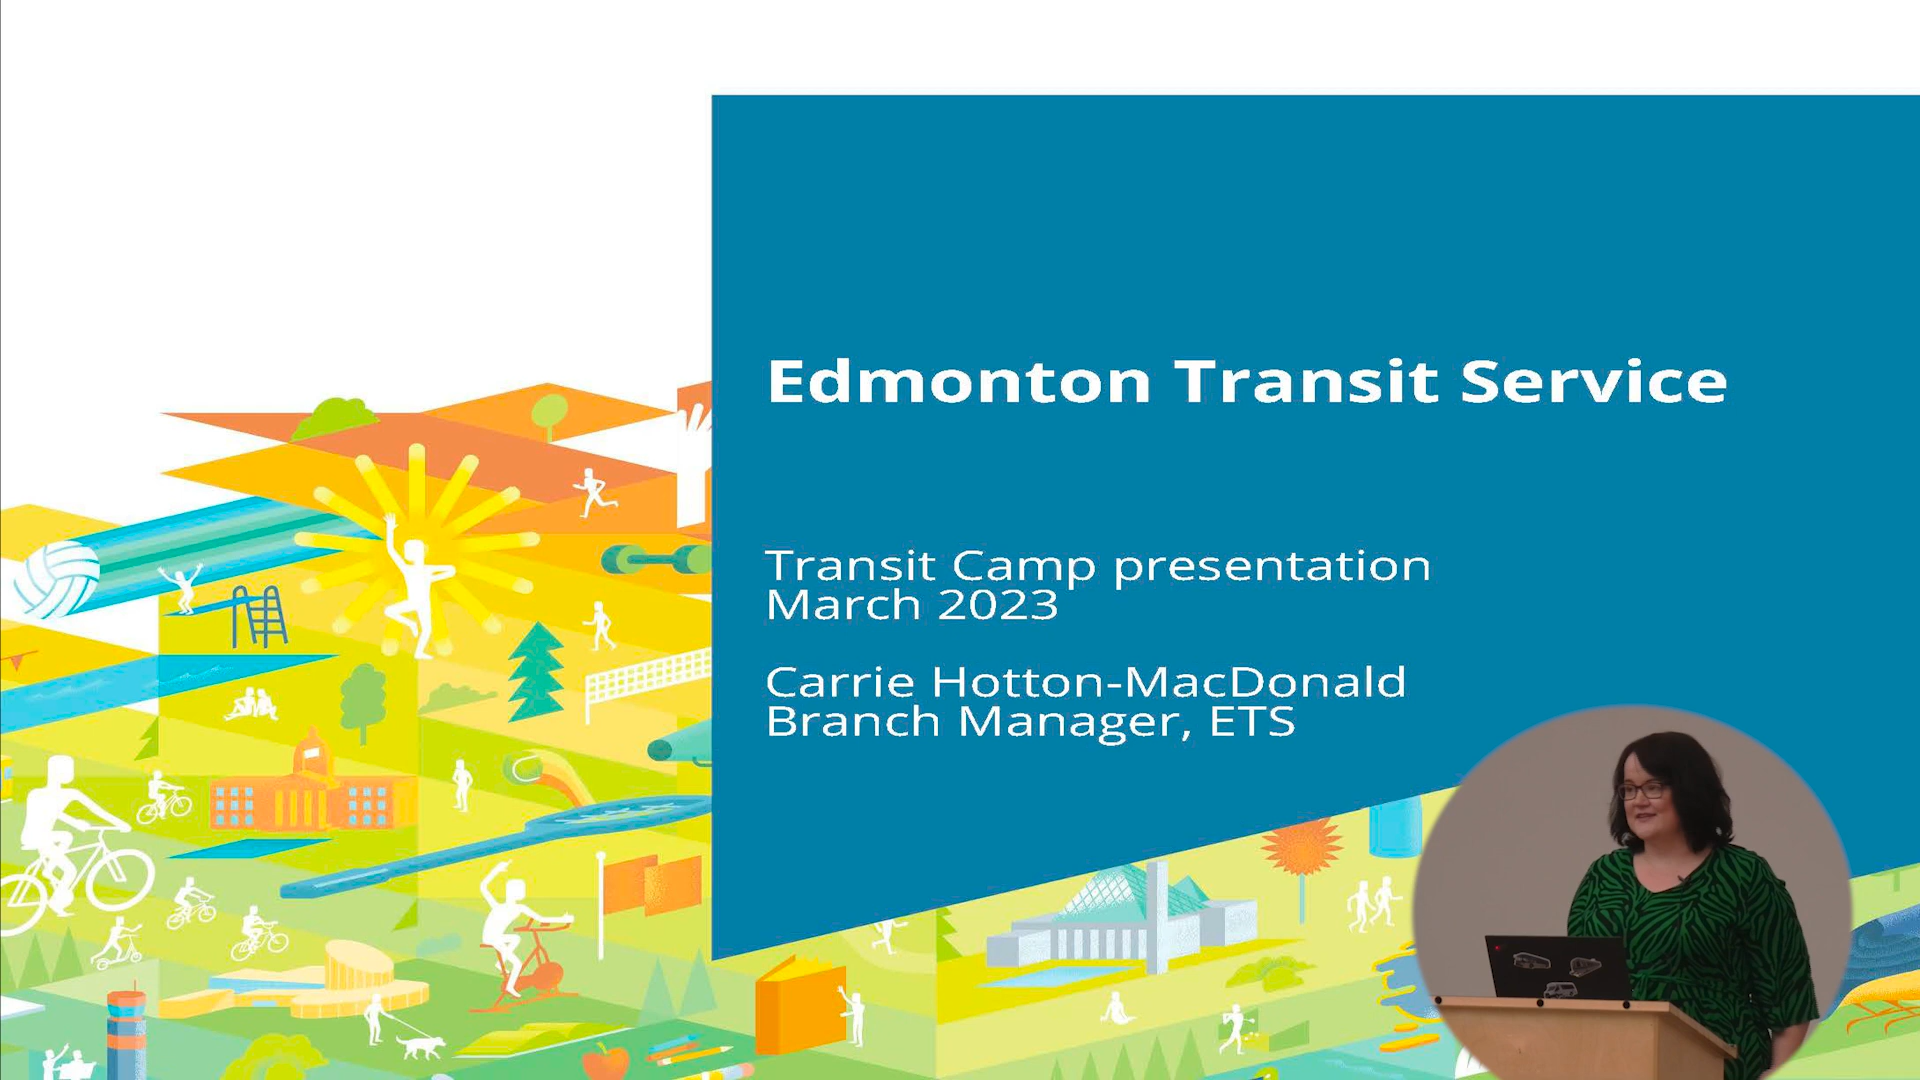 Edmonton Transit Service
Transit Camp presentation
March 2023
Carrie Hotton-MacDonald
Branch Manager, ETS